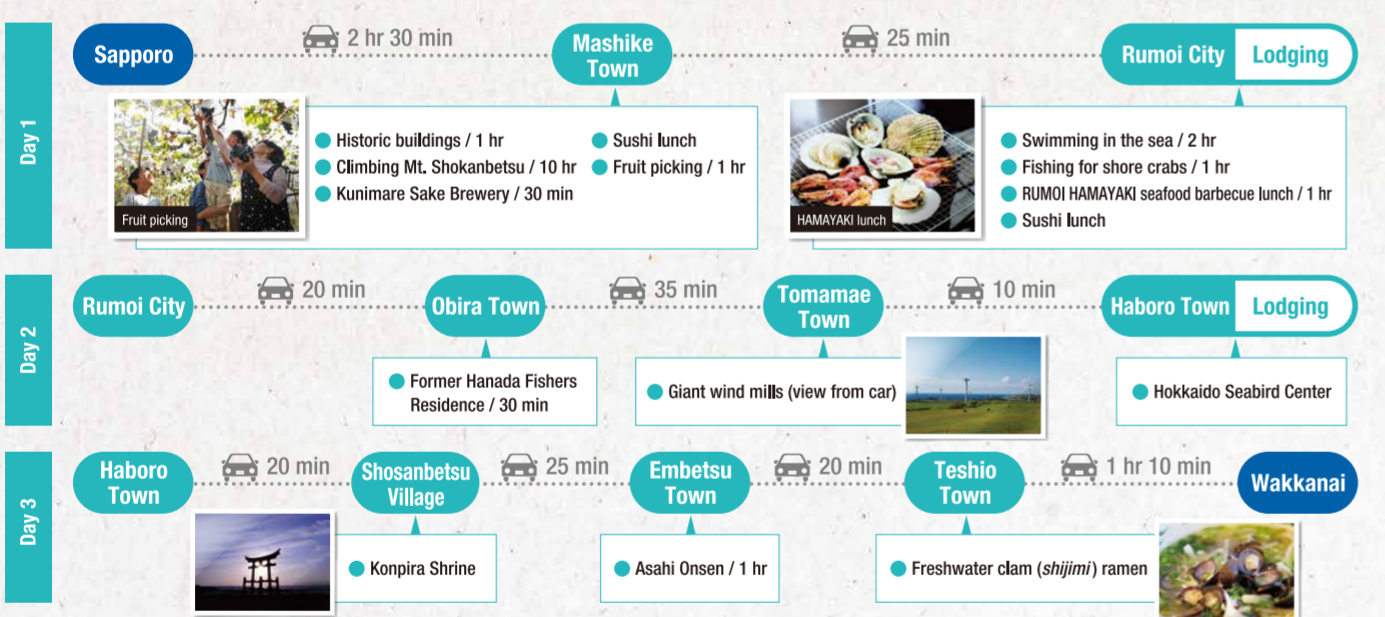 Day 1
Sapporo
2 hr 30 min
Mashike
Town
25 min
Rumoi City
Lodging
Fruit picking
● Historic buildings / 1 hr
● Climbing Mt. Shokanbetsu / 10 hr
● Kunimare Sake Brewery / 30 min
● Sushi lunch
● Fruit picking / 1 hr
HAMAYAKI lunch
● Swimming in the sea / 2 hr
● Fishing for shore crabs / 1 hr
● RUMOI HAMAYAKI seafood barbecue lunch / 1 hr
● Sushi lunch
Day 2
Rumoi City
20 min
Obira Town
35 min
Tomamae
Town
10 min
Haboro Town
Lodging
● Former Hanada Fishers
Residence / 30 min
● Giant wind mills (view from car)
● Hokkaido Seabird Center
Day 3
Haboro
Town
20 min
Shosanbetsu
Village
25 min
Embetsu
Town
20 min
Teshio
Town
1 hr 10 min
Wakkanai
● Konpira Shrine
● Asahi Onsen / 1 hr
● Freshwater clam (shijimi) ramen